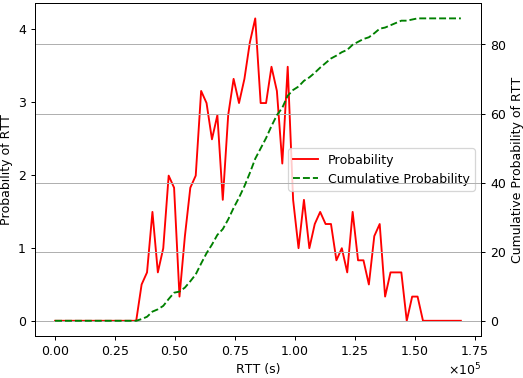 Probability of RTT
4
3
2
1
0
Probability
Cumulative Probability
80
60
40
20
0
Cumulative Probability of RTT
0.00 0.25 0.50 0.75 1.00 1.25 1.50 1.75
RTT (s)
×10⁵